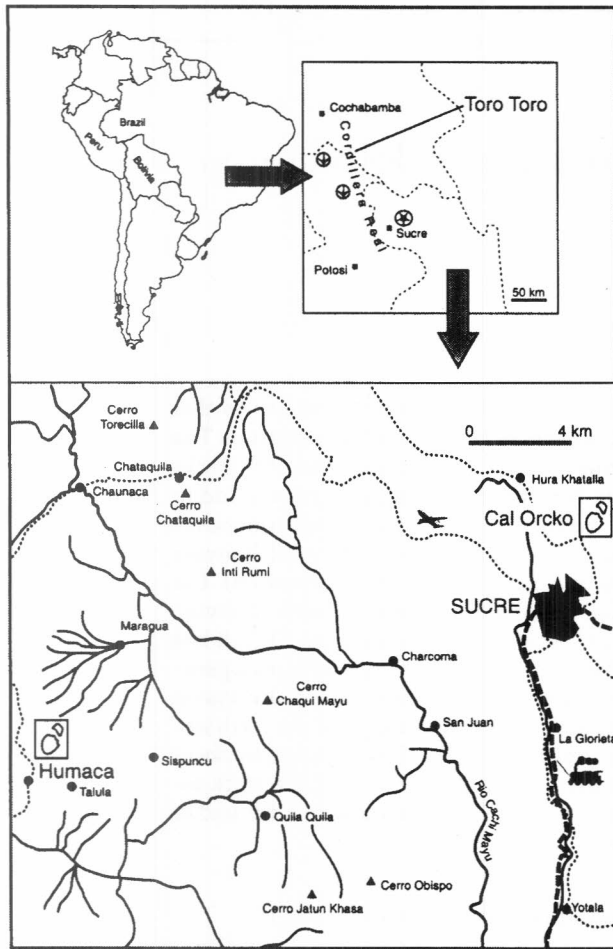 Brazil
Peru
Bolivia
Toro Toro
Cochabamba
Cordillera Real
Sucre
Potosi
50 km
Cerro
Torecilla
0 4 km
Chataquila
Hura Khatalla
Chaunaca
Cerro
Chataquila
Cal Orcko
Cerro
Inti Rumi
SUCRE
Maragua
Charcoma
Cerro
Chaqui Mayu
San Juan
La Glorieta
Sispuncu
Humaca
Talula
Quila Quila
Rio Cachi Mayu
Cerro Obispo
Cerro Jatun Khasa
Yotala